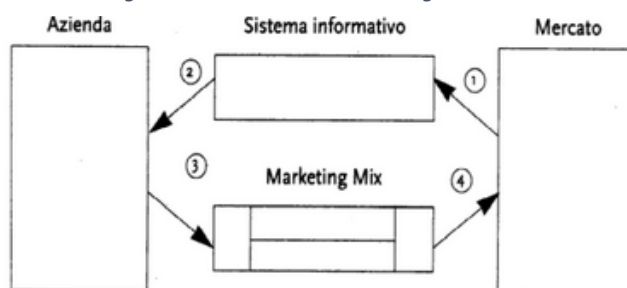 Azienda
Sistema informativo
Mercato
2
1
3
Marketing Mix
4